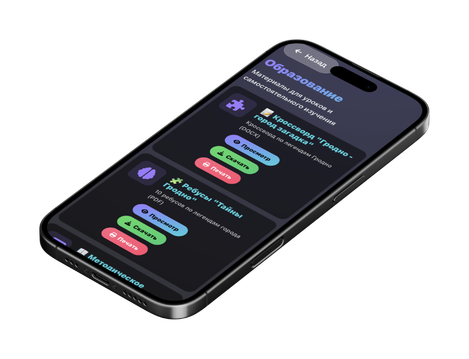 ← Назад
Образование
Материалы для уроков и
самостоятельного изучения
Кроссворд "Гродно -
город загадка"
Кроссворд по легендам Гродно
(DOCX)
Просмотр
Скачать
Печать
Ребусы "Тайны
Гродно"
10 ребусов по легендам города
(PDF)
Просмотр
Скачать
Печать
Методическое